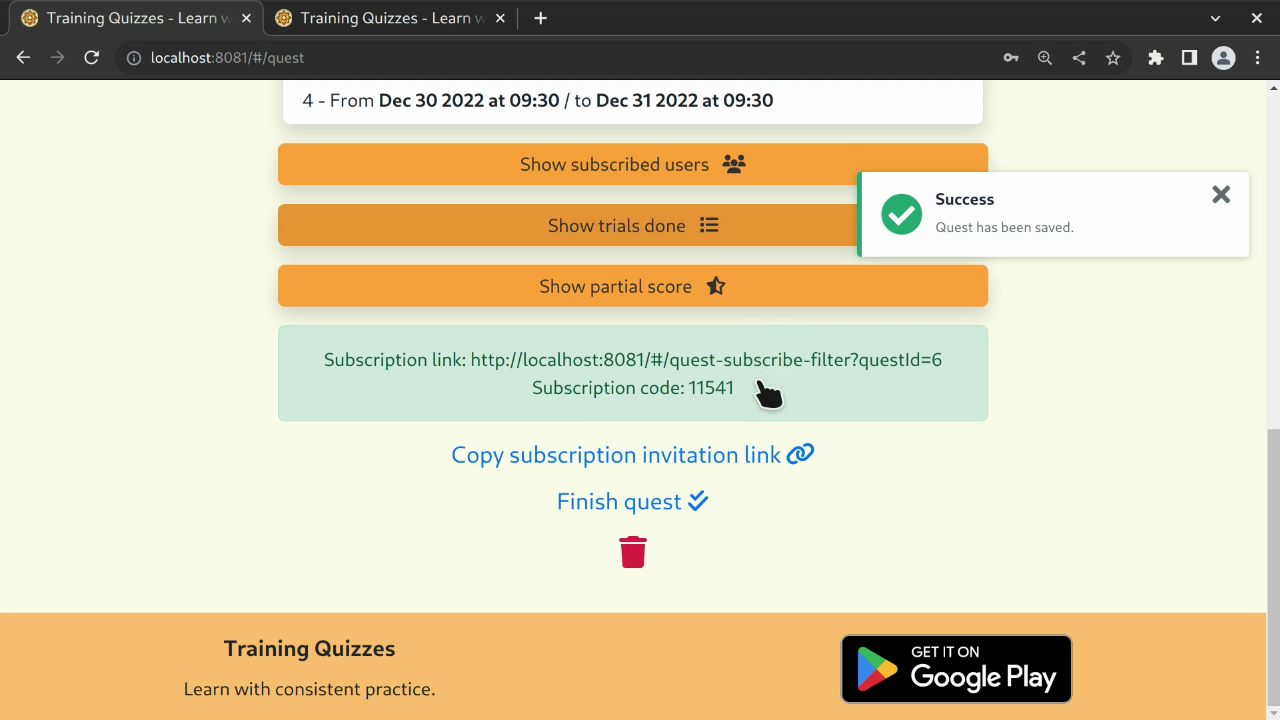 Training Quizzes - Learn w
Training Quizzes - Learn w
localhost:8081/#/quest
4 - From Dec 30 2022 at 09:30 / to Dec 31 2022 at 09:30
Show subscribed users
Success
Quest has been saved.
Show trials done
Show partial score
Subscription link: http://localhost:8081/#/quest-subscribe-filter?questId=6
Subscription code: 11541
Copy subscription invitation link
Finish quest
Training Quizzes
Learn with consistent practice.
GET IT ON
Google Play